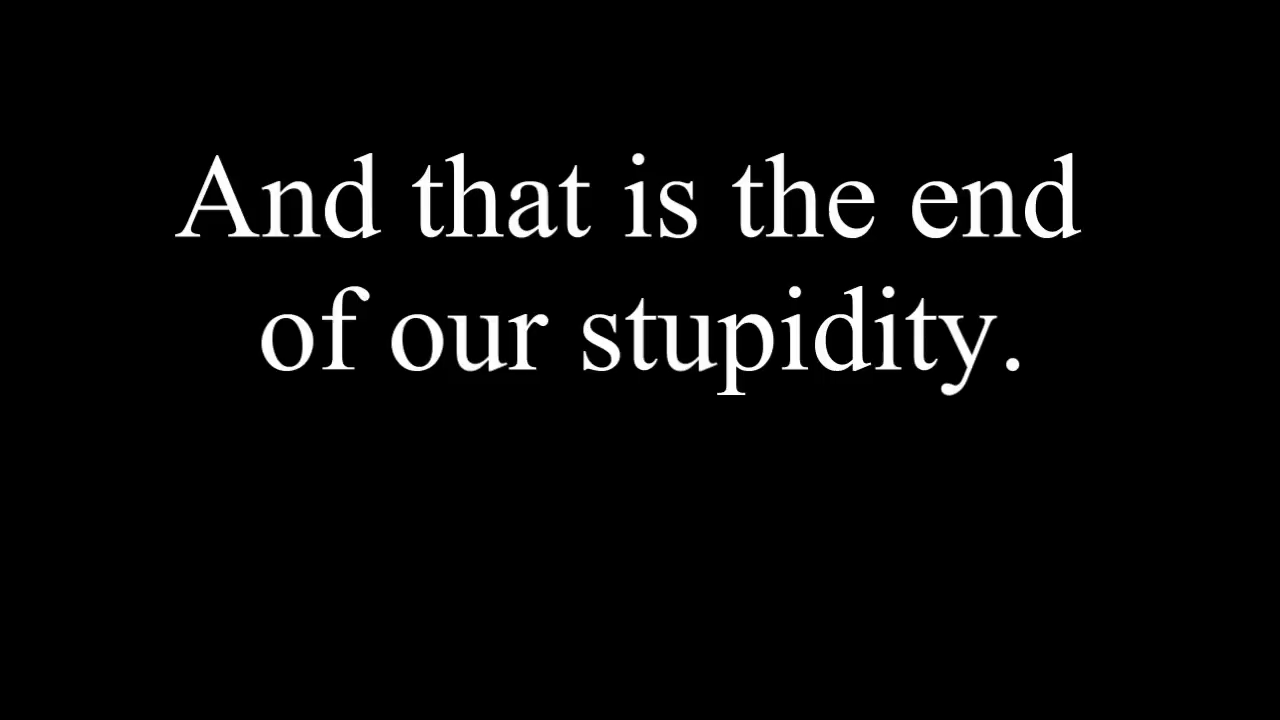 And that is the end
of our stupidity.